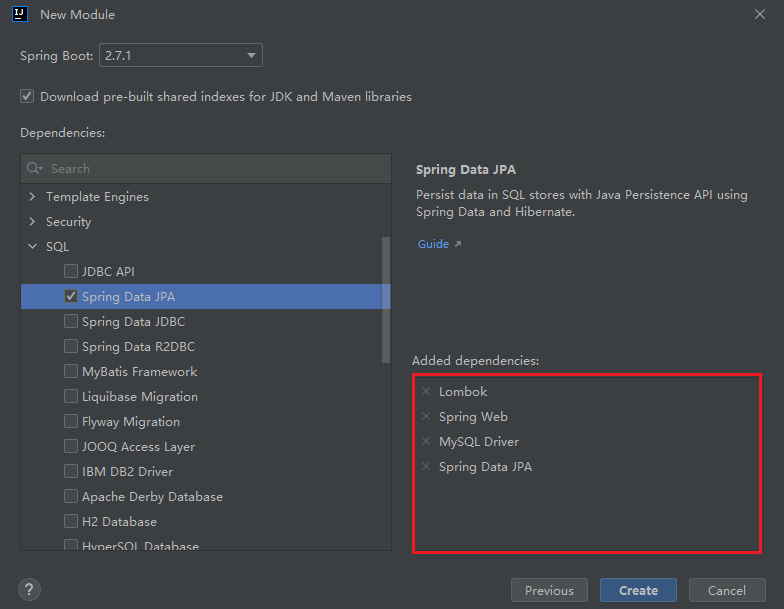 IJ
New Module
Spring Boot: 2.7.1
Download pre-built shared indexes for JDK and Maven libraries
Dependencies:
Search
Template Engines
Security
SQL
JDBC API
Spring Data JPA
Spring Data JDBC
Spring Data R2DBC
MyBatis Framework
Liquibase Migration
Flyway Migration
JOOQ Access Layer
IBM DB2 Driver
Apache Derby Database
H2 Database
HyperSQL Database
Spring Data JPA
Persist data in SQL stores with Java Persistence API using
Spring Data and Hibernate.
Guide
Added dependencies:
Lombok
Spring Web
MySQL Driver
Spring Data JPA
?
Previous
Create
Cancel